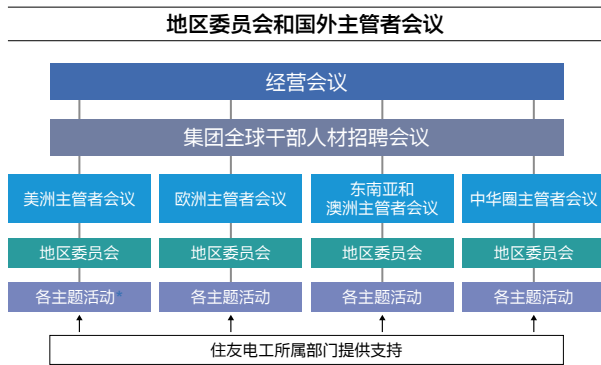 地区委员会和国外主管者会议
经营会议
集团全球干部人材招聘会议
美洲主管者会议
欧洲主管者会议
东南亚和
澳洲主管者会议
中华圈主管者会议
地区委员会
地区委员会
地区委员会
地区委员会
各主题活动*
各主题活动
各主题活动
各主题活动
住友电工所属部门提供支持